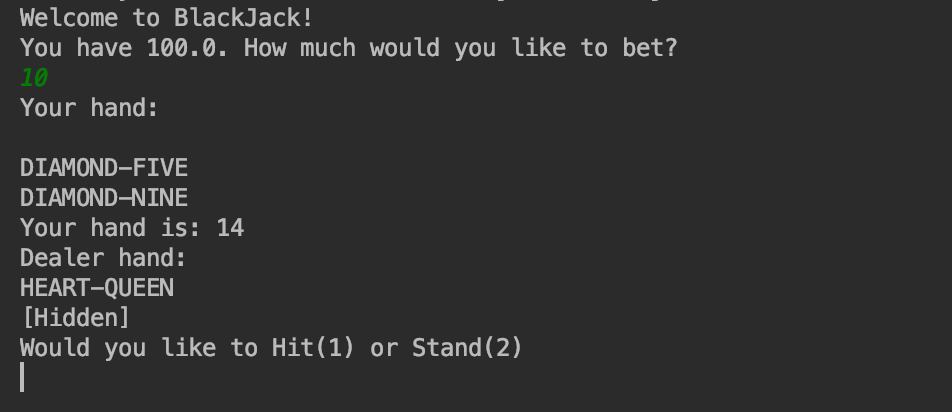 Welcome to BlackJack!
You have 100.0. How much would you like to bet?
10
Your hand:
DIAMOND-FIVE
DIAMOND-NINE
Your hand is: 14
Dealer hand:
HEART-QUEEN
[Hidden]
Would you like to Hit(1) or Stand(2)